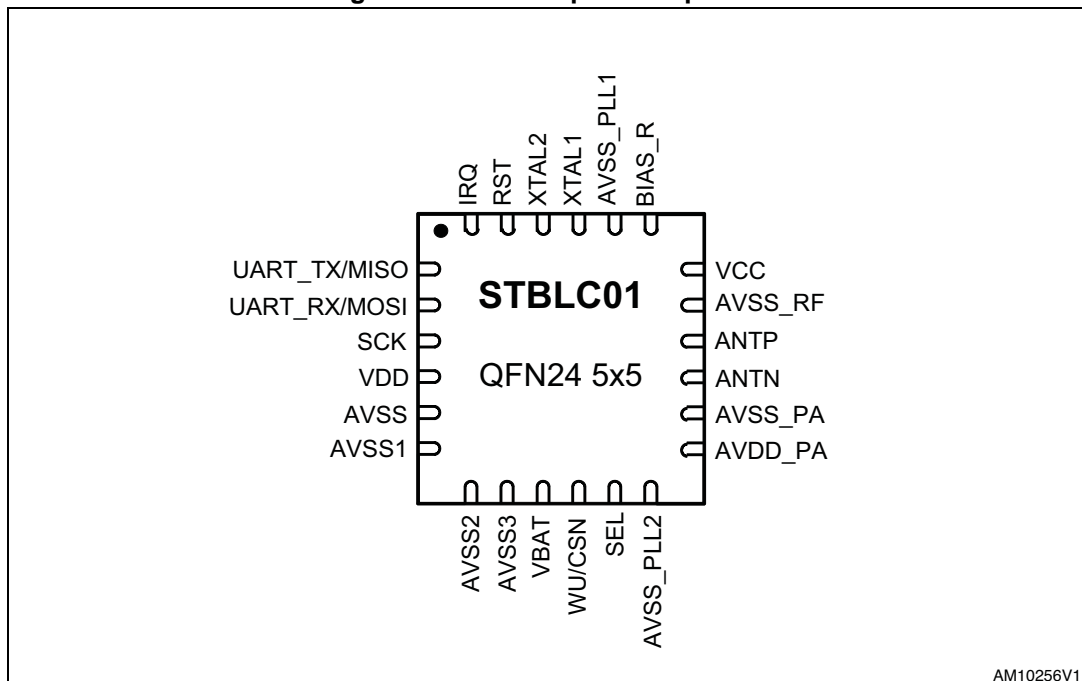 IRQ
RST
XTAL2
XTAL1
AVSS_PLL1
BIAS_R
UART_TX/MISO
UART_RX/MOSI
SCK
VDD
AVSS
AVSS1
STBLC01
QFN24 5x5
VCC
AVSS_RF
ANTP
ANTN
AVSS_PA
AVDD_PA
AVSS2
AVSS3
VBAT
WU/CSN
SEL
AVSS_PLL2
AM10256V1